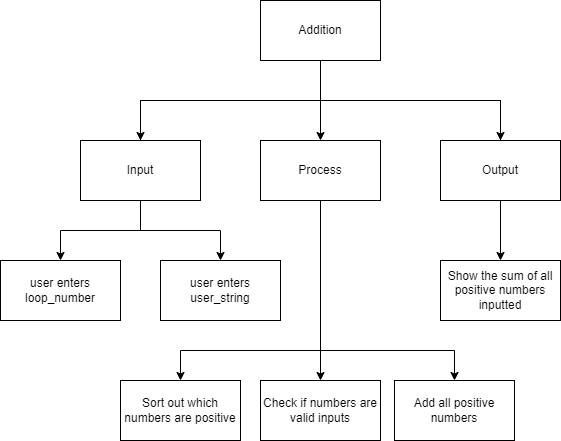 Addition
Input
Process
Output
user enters
loop_number
user enters
user_string
Show the sum of all
positive numbers
inputted
Sort out which
numbers are positive
Check if numbers are
valid inputs
Add all positive
numbers